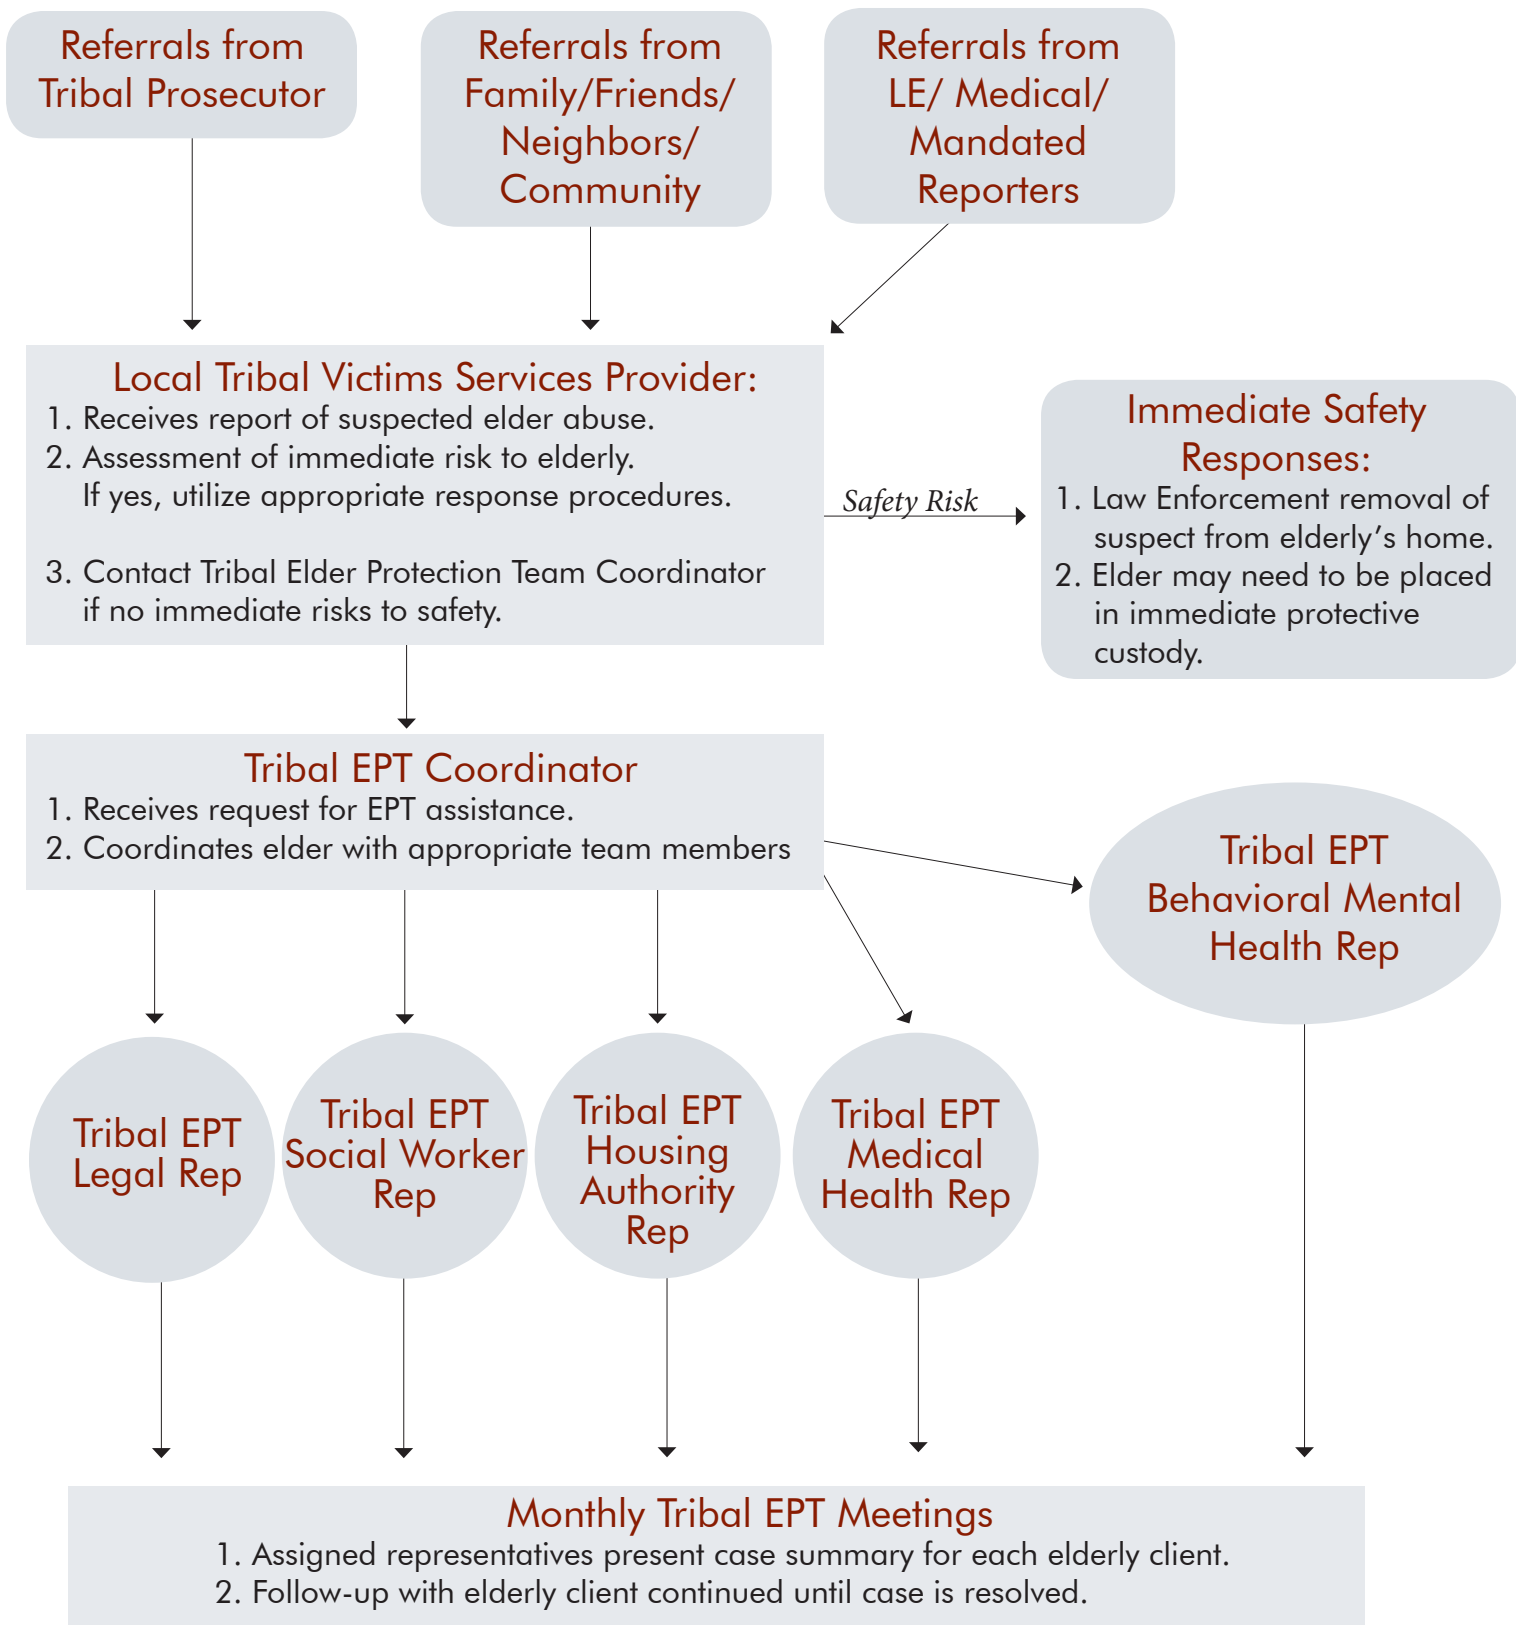 Referrals from
Tribal Prosecutor
Referrals from
Family/Friends/
Neighbors/
Community
Referrals from
LE/ Medical/
Mandated
Reporters
Local Tribal Victims Services Provider:
1. Receives report of suspected elder abuse.
2. Assessment of immediate risk to elderly.
If yes, utilize appropriate response procedures.
3. Contact Tribal Elder Protection Team Coordinator
if no immediate risks to safety.
Safety Risk
Immediate Safety
Responses:
1. Law Enforcement removal of
suspect from elderly’s home.
2. Elder may need to be placed
in immediate protective
custody.
Tribal EPT Coordinator
1. Receives request for EPT assistance.
2. Coordinates elder with appropriate team members
Tribal EPT
Behavioral Mental
Health Rep
Tribal EPT
Legal Rep
Tribal EPT
Social Worker
Rep
Tribal EPT
Housing
Authority
Rep
Tribal EPT
Medical
Health Rep
Monthly Tribal EPT Meetings
1. Assigned representatives present case summary for each elderly client.
2. Follow-up with elderly client continued until case is resolved.